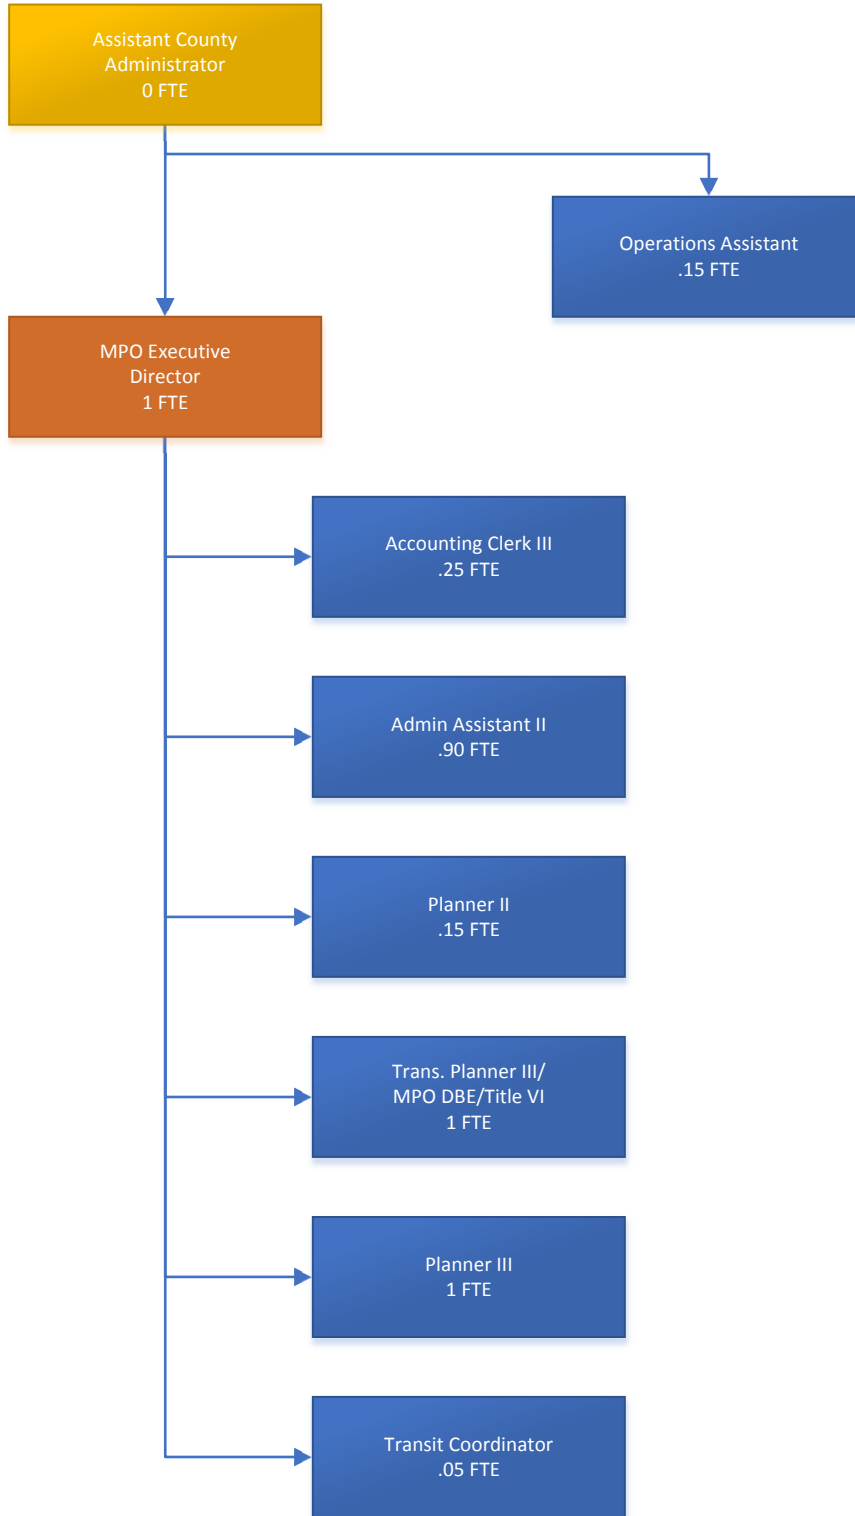 Assistant County
Administrator
0 FTE
Operations Assistant
.15 FTE
MPO Executive
Director
1 FTE
Accounting Clerk III
.25 FTE
Admin Assistant II
.90 FTE
Planner II
.15 FTE
Trans. Planner III/
MPO DBE/Title VI
1 FTE
Planner III
1 FTE
Transit Coordinator
.05 FTE